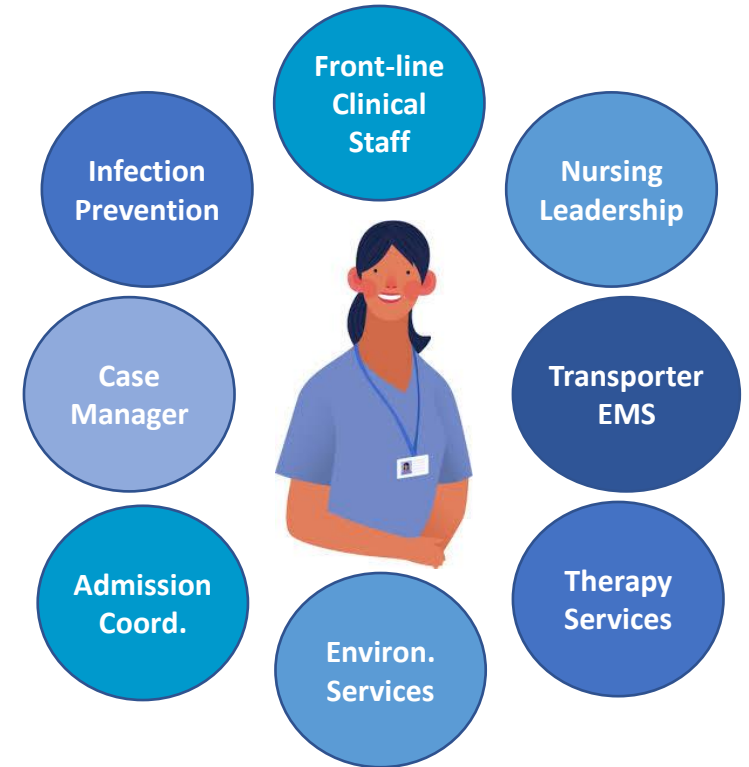 Front-line
Clinical
Staff
Infection
Prevention
Nursing
Leadership
Case
Manager
Transporter
EMS
Admission
Coord.
Therapy
Services
Environ.
Services